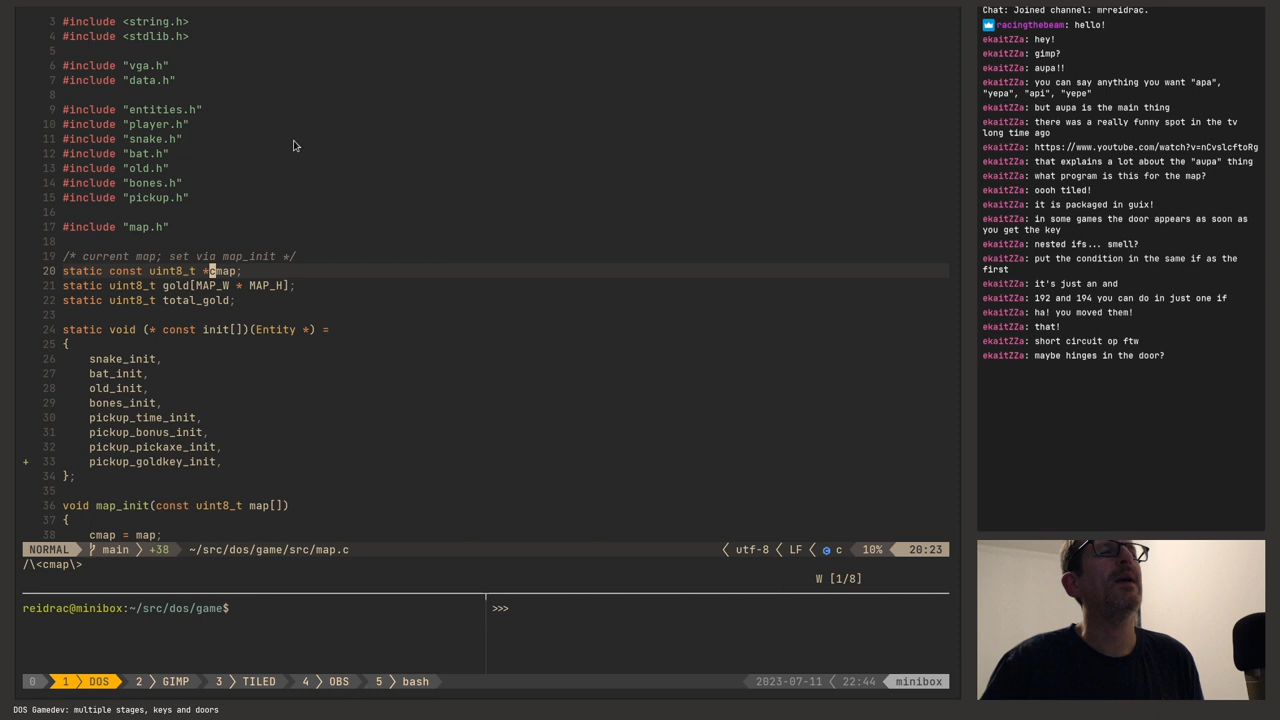 3 #include <string.h>
4 #include <stdlib.h>
5
6 #include "vga.h"
7 #include "data.h"
8
9 #include "entities.h"
10 #include "player.h"
11 #include "snake.h"
12 #include "bat.h"
13 #include "old.h"
14 #include "bones.h"
15 #include "pickup.h"
16
17 #include "map.h"
18
19 /* current map; set via map_init */
20 static const uint8_t *cmap;
21 static uint8_t gold[MAP_W * MAP_H];
22 static uint8_t total_gold;
23
24 static void (* const init[])(Entity *) =
25 {
26 snake_init,
27 bat_init,
28 old_init,
29 bones_init,
30 pickup_time_init,
31 pickup_bonus_init,
32 pickup_pickaxe_init,
+ 33 pickup_goldkey_init,
34 };
35
36 void map_init(const uint8_t map[])
37 {
38 cmap = map;
NORMAL main +38 ~/src/dos/game/src/map.c utf-8 LF c 10% 20:23
/\<cmap\>
W [1/8]
reidrac@minibox:~/src/dos/game$
>>>
0 1 DOS 2 GIMP 3 TILED 4 OBS 5 bash 2023-07-11 22:44 minibox
DOS Gamedev: multiple stages, keys and doors
Chat: Joined channel: mrreidrac.
racingthebeam: hello!
ekaitZZa: hey!
ekaitZZa: gimp?
ekaitZZa: aupa!!
ekaitZZa: you can say anything you want "apa",
"yepa", "api", "yepe"
ekaitZZa: but aupa is the main thing
ekaitZZa: there was a really funny spot in the tv
long time ago
ekaitZZa: https://www.youtube.com/watch?v=nCvslcftoRg
ekaitZZa: that explains a lot about the "aupa" thing
ekaitZZa: what program is this for the map?
ekaitZZa: oooh tiled!
ekaitZZa: it is packaged in guix!
ekaitZZa: in some games the door appears as soon as
you get the key
ekaitZZa: nested ifs... smell?
ekaitZZa: put the condition in the same if as the
first
ekaitZZa: it's just an and
ekaitZZa: 192 and 194 you can do in just one if
ekaitZZa: ha! you moved them!
ekaitZZa: that!
ekaitZZa: short circuit op ftw
ekaitZZa: maybe hinges in the door?